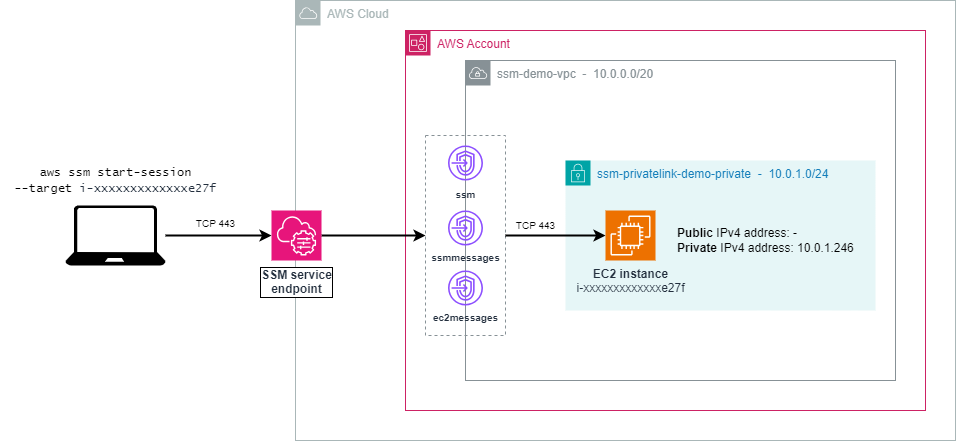 AWS Cloud
AWS Account
ssm-demo-vpc - 10.0.0.0/20
aws ssm start-session
--target i-xxxxxxxxxxxxxe27f
TCP 443
SSM service
endpoint
ssm
ssmmessages
ec2messages
TCP 443
ssm-privatelink-demo-private - 10.0.1.0/24
EC2 instance
i-xxxxxxxxxxxxxe27f
Public IPv4 address: -
Private IPv4 address: 10.0.1.246